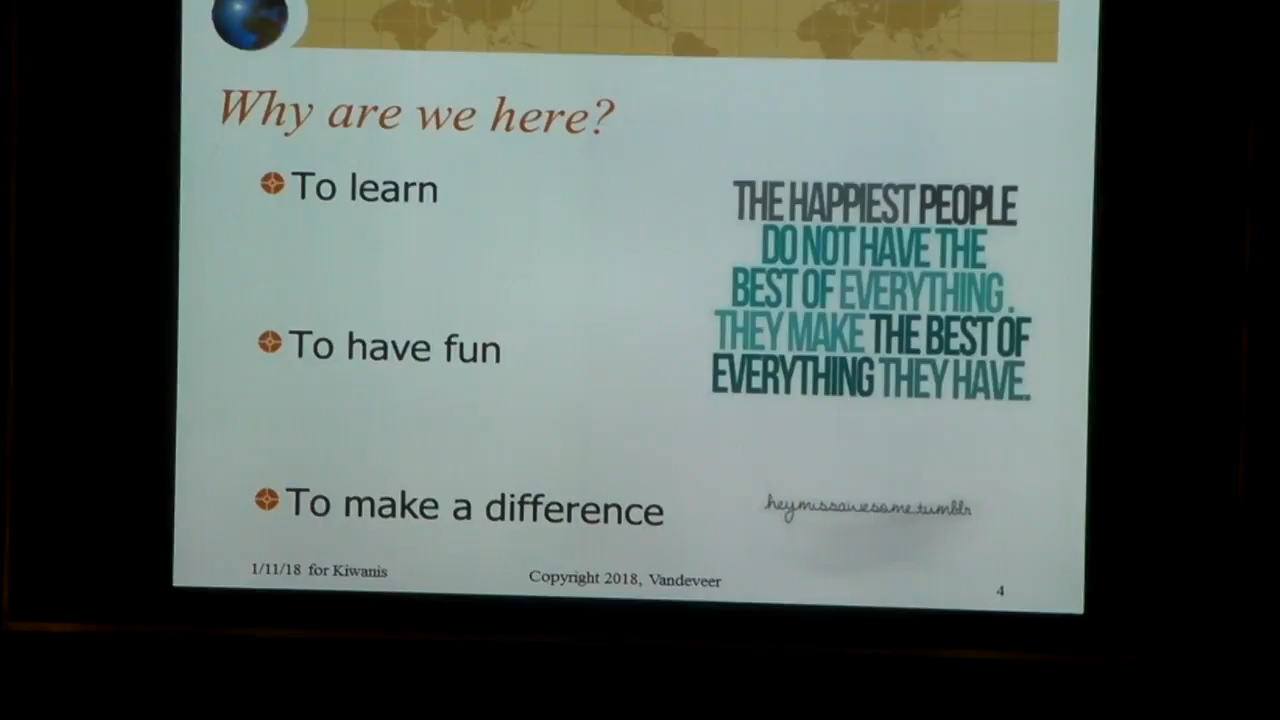 Why are we here?
To learn
To have fun
To make a difference
THE HAPPIEST PEOPLE
DO NOT HAVE THE
BEST OF EVERYTHING.
THEY MAKE THE BEST OF
EVERYTHING THEY HAVE.
heymissawesome.tumblr
1/11/18 for Kiwanis
Copyright 2018, Vandeveer
4